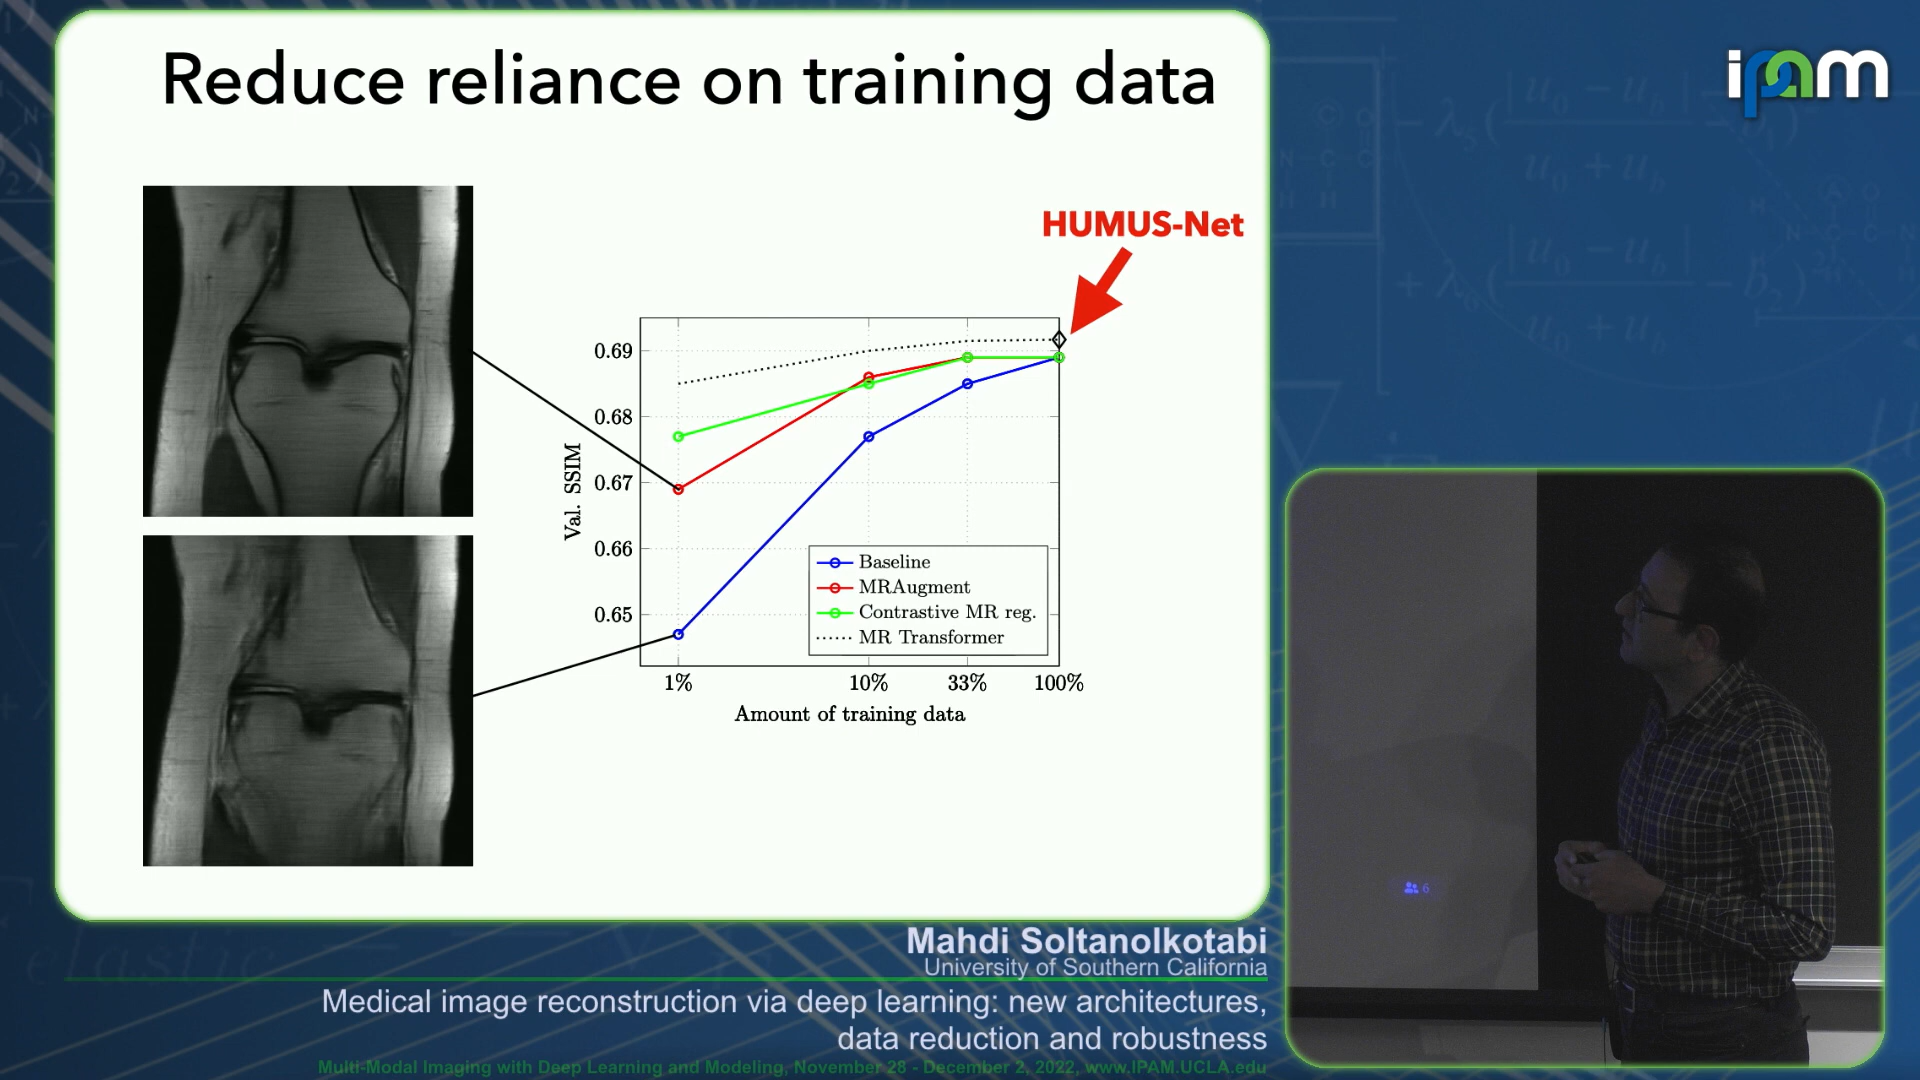 Reduce reliance on training data
ipam
HUMUS-Net
0.69
0.68
0.67
0.66
0.65
Val. SSIM
Baseline
MRAugment
Contrastive MR reg.
MR Transformer
1% 10% 33% 100%
Amount of training data
6
Mahdi Soltanolkotabi
University of Southern California
Medical image reconstruction via deep learning: new architectures,
data reduction and robustness
Multi-Modal Imaging with Deep Learning and Modeling, November 28 - December 2, 2022, www.IPAM.UCLA.edu
elastic